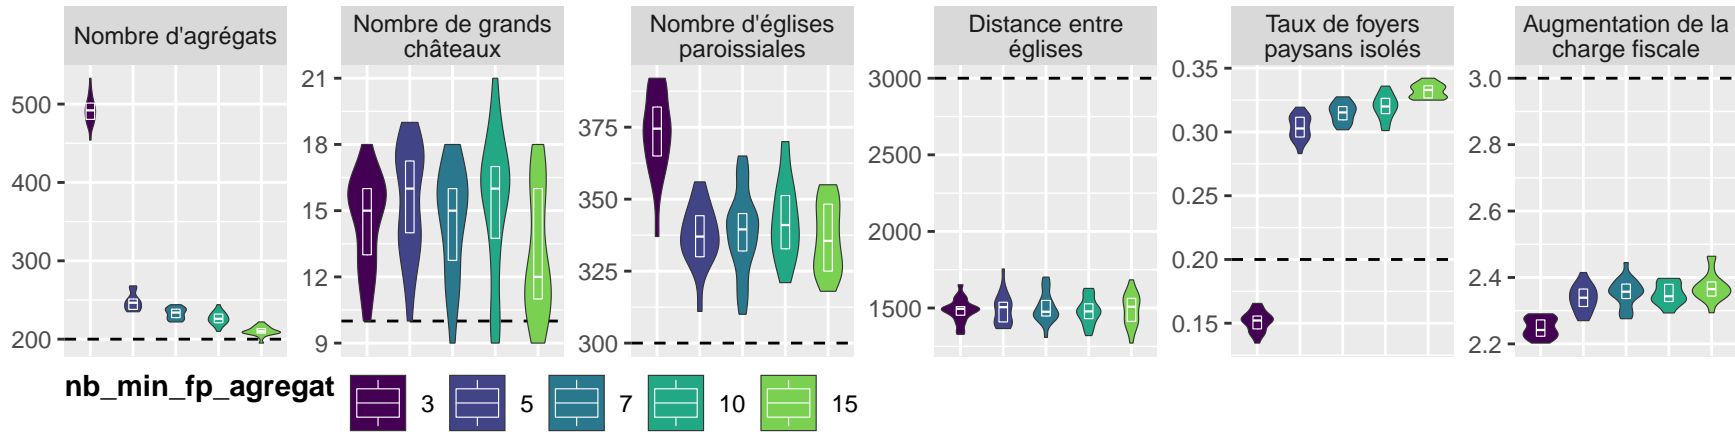 Nombre d'agrégats
Nombre de grands
châteaux
Nombre d'églises
paroissiales
Distance entre
églises
Taux de foyers
paysans isolés
Augmentation de la
charge fiscale
500
400
300
200
21
18
15
12
9
375
350
325
300
3000
2500
2000
1500
0.35
0.30
0.25
0.20
0.15
3.0
2.8
2.6
2.4
2.2
nb_min_fp_agregat 3 5 7 10 15